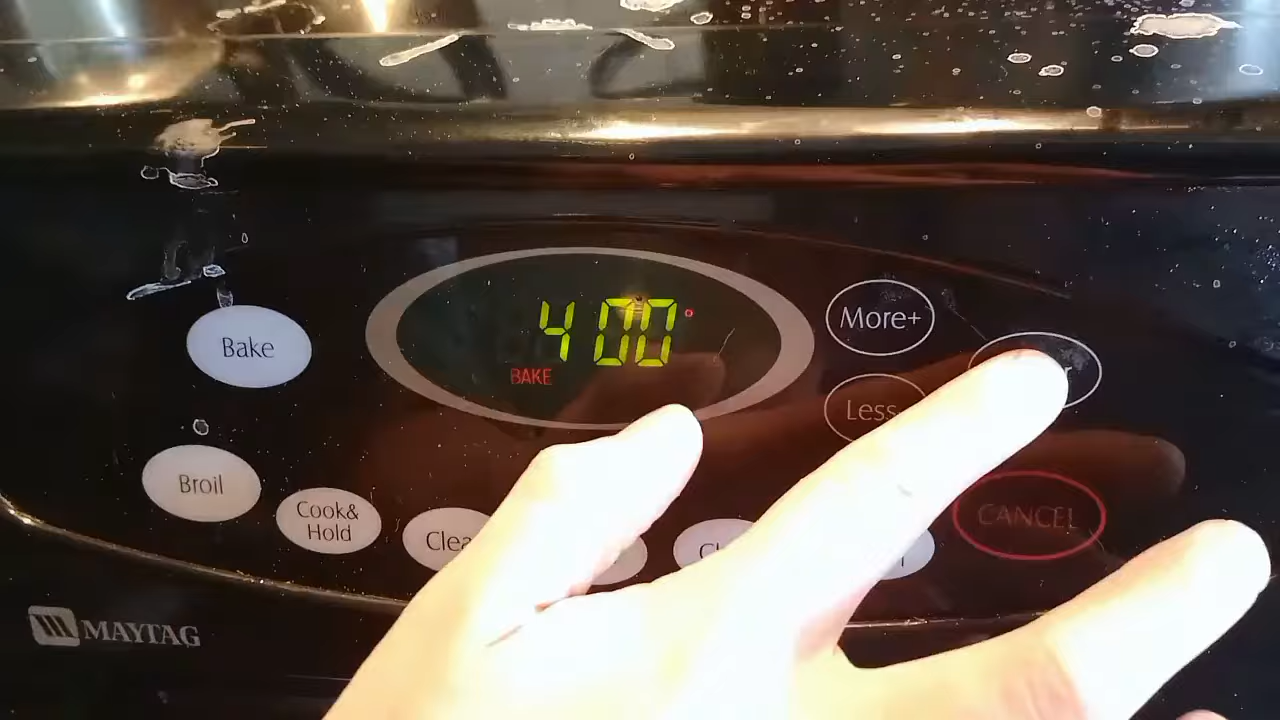 More+
400°
Bake
BAKE
Less-
Broil
Cook&
Hold
CANCEL
MAYTAG